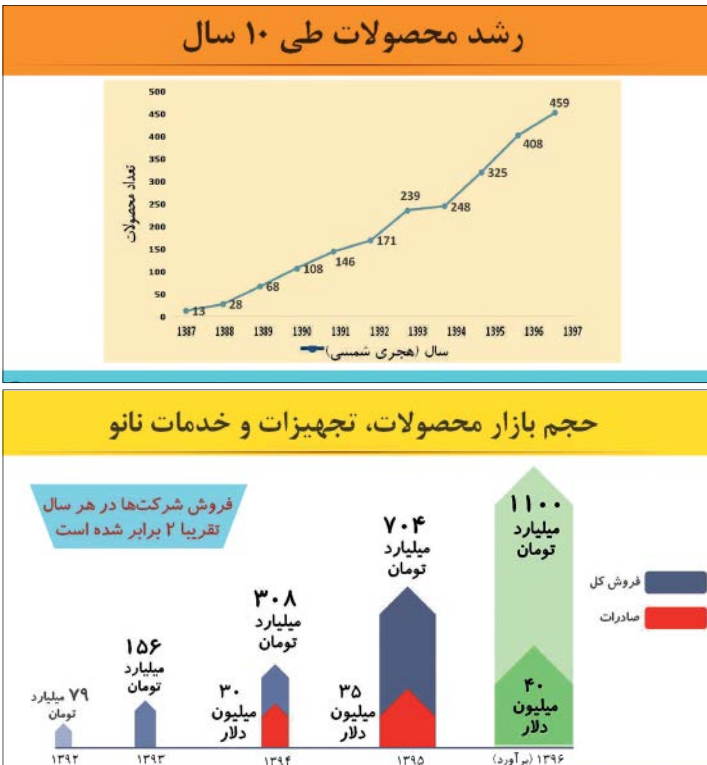 رشد محصولات طی ۱۰ سال
500
450
400
350
300
250
200
150
100
50
0
تعداد محصولات
13
28
68
108
146
171
239
248
325
408
459
1387
1388
1389
1390
1391
1392
1393
1394
1395
1396
1397
سال (هجری شمسی)
حجم بازار محصولات، تجهیزات و خدمات نانو
فروش شرکت‌ها در هر سال
تقریبا ۲ برابر شده است
۷۹ میلیارد
تومان
۱۵۶
میلیارد
تومان
۳۰۸
میلیارد
تومان
۳۰
میلیون
دلار
۷۰۴
میلیارد
تومان
۳۵
میلیون
دلار
۱۱۰۰
میلیارد
تومان
۴۰
میلیون
دلار
فروش کل
صادرات
۱۳۹۲
۱۳۹۳
۱۳۹۴
۱۳۹۵
۱۳۹۶ (برآورد)